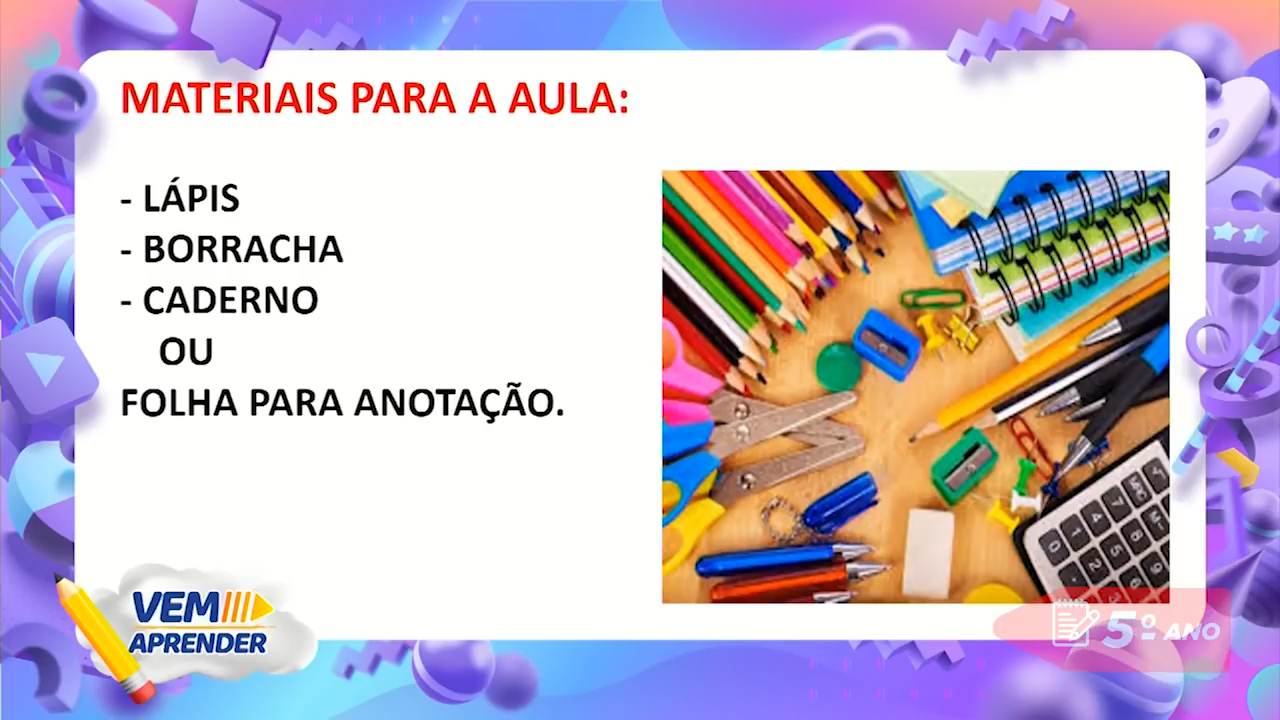 MATERIAIS PARA A AULA:
- LÁPIS
- BORRACHA
- CADERNO
OU
FOLHA PARA ANOTAÇÃO.
VEM
APRENDER
5º ANO